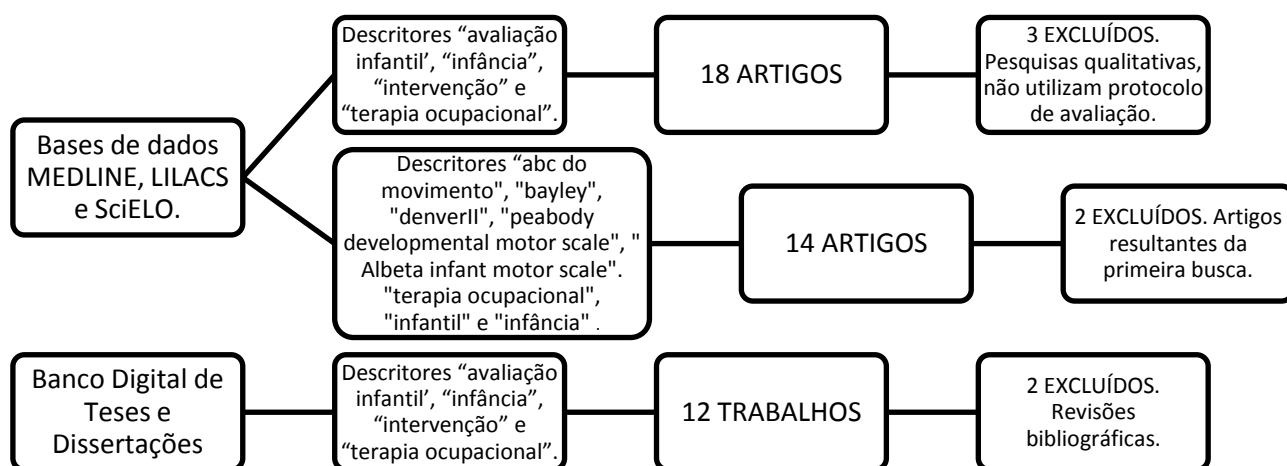 Bases de dados
MEDLINE, LILACS
e SciELO.
Descritores “avaliação
infantil’, “infância”,
“intervenção” e
“terapia ocupacional”.
18 ARTIGOS
3 EXCLUÍDOS.
Pesquisas qualitativas,
não utilizam protocolo
de avaliação.
Descritores "abc do
movimento", "bayley",
"denverII", "peabody
developmental motor scale", "
Albeta infant motor scale".
"terapia ocupacional",
"infantil" e "infância" .
14 ARTIGOS
2 EXCLUÍDOS. Artigos
resultantes da
primeira busca.
Banco Digital de
Teses e
Dissertações
Descritores “avaliação
infantil’, “infância”,
“intervenção” e
“terapia ocupacional”.
12 TRABALHOS
2 EXCLUÍDOS.
Revisões
bibliográficas.